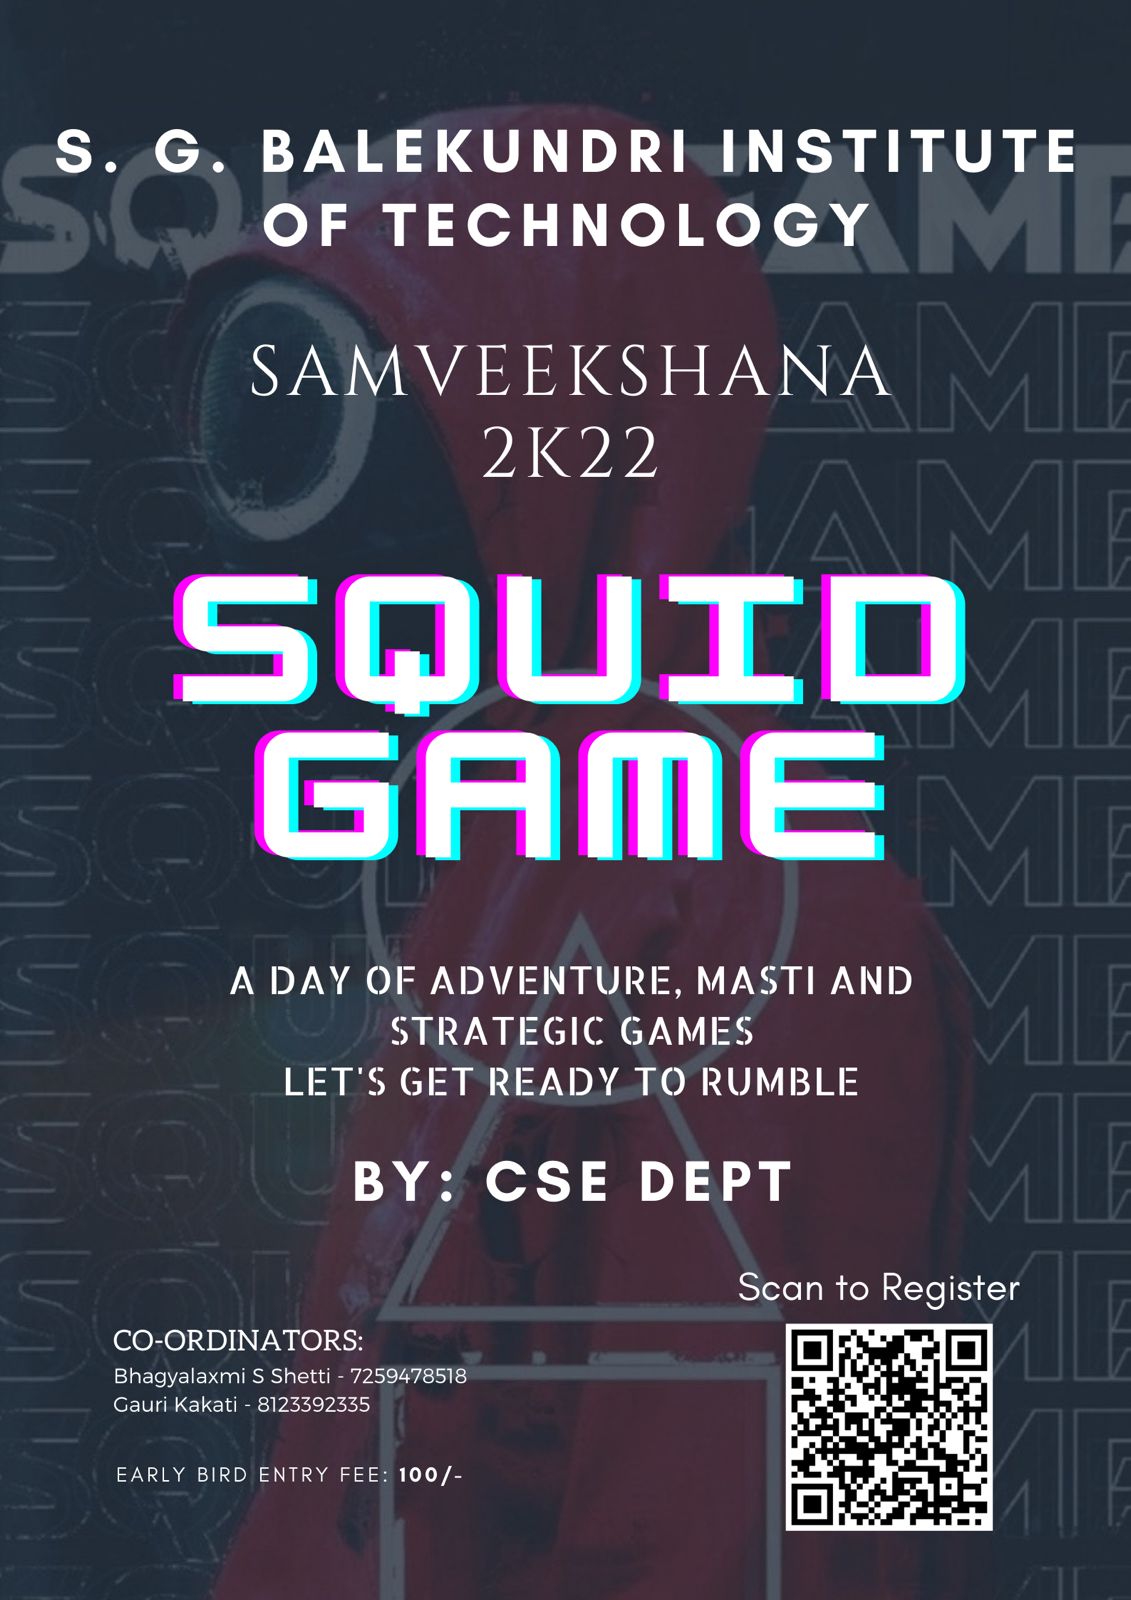 S. G. BALEKUNDRI INSTITUTE
OF TECHNOLOGY
SAMVEEKSHANA
2K22
SQUID
GAME
A DAY OF ADVENTURE, MASTI AND
STRATEGIC GAMES
LET'S GET READY TO RUMBLE
BY: CSE DEPT
Scan to Register
CO-ORDINATORS:
Bhagyalaxmi S Shetti - 7259478518
Gauri Kakati - 8123392335
EARLY BIRD ENTRY FEE: 100/-